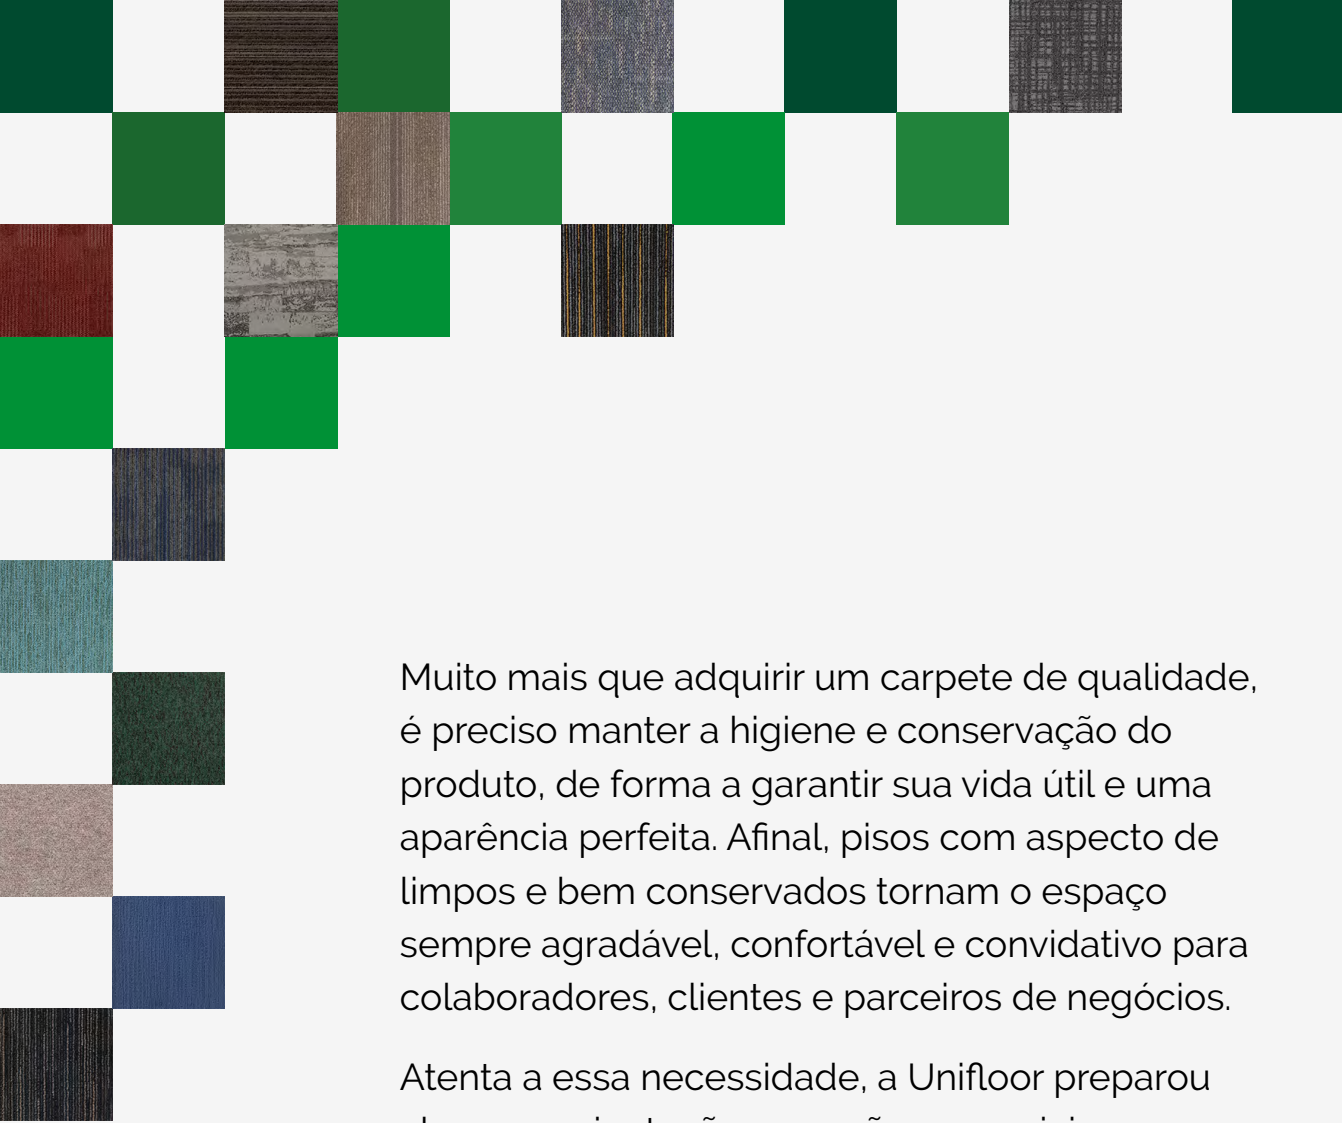 Muito mais que adquirir um carpete de qualidade,
é preciso manter a higiene e conservação do
produto, de forma a garantir sua vida útil e uma
aparência perfeita. Afinal, pisos com aspecto de
limpos e bem conservados tornam o espaço
sempre agradável, confortável e convidativo para
colaboradores, clientes e parceiros de negócios.
Atenta a essa necessidade, a Unifloor preparou